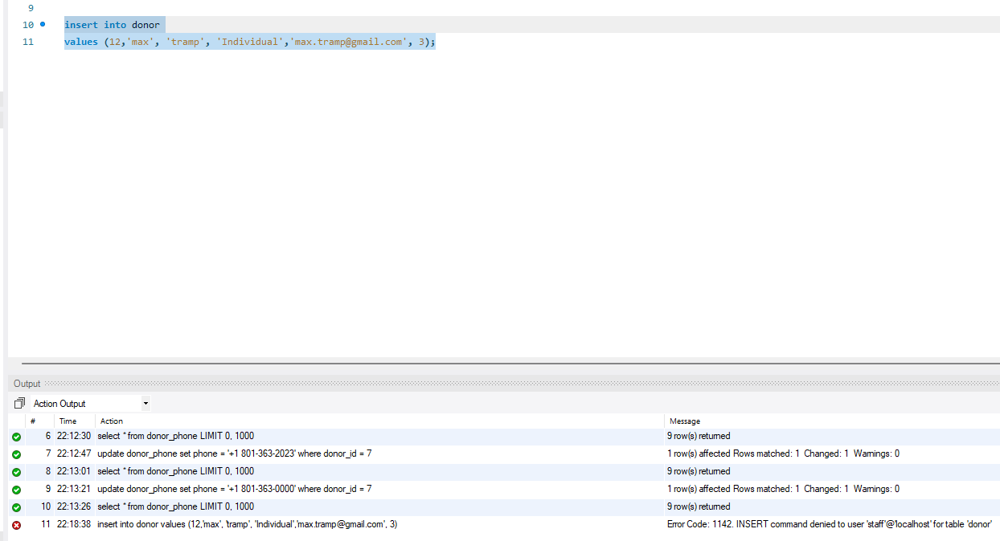 9
10 insert into donor
11 values (12,'max', 'tramp', 'Individual','max.tramp@gmail.com', 3);
Output
Action Output
# Time Action Message
6 22:12:30 select * from donor_phone LIMIT 0, 1000 9 row(s) returned
7 22:12:47 update donor_phone set phone = '+1 801-363-2023' where donor_id = 7 1 row(s) affected Rows matched: 1 Changed: 1 Warnings: 0
8 22:13:01 select * from donor_phone LIMIT 0, 1000 9 row(s) returned
9 22:13:21 update donor_phone set phone = '+1 801-363-0000' where donor_id = 7 1 row(s) affected Rows matched: 1 Changed: 1 Warnings: 0
10 22:13:26 select * from donor_phone LIMIT 0, 1000 9 row(s) returned
11 22:18:38 insert into donor values (12,'max', 'tramp', 'Individual','max.tramp@gmail.com', 3) Error Code: 1142. INSERT command denied to user 'staff'@'localhost' for table 'donor'